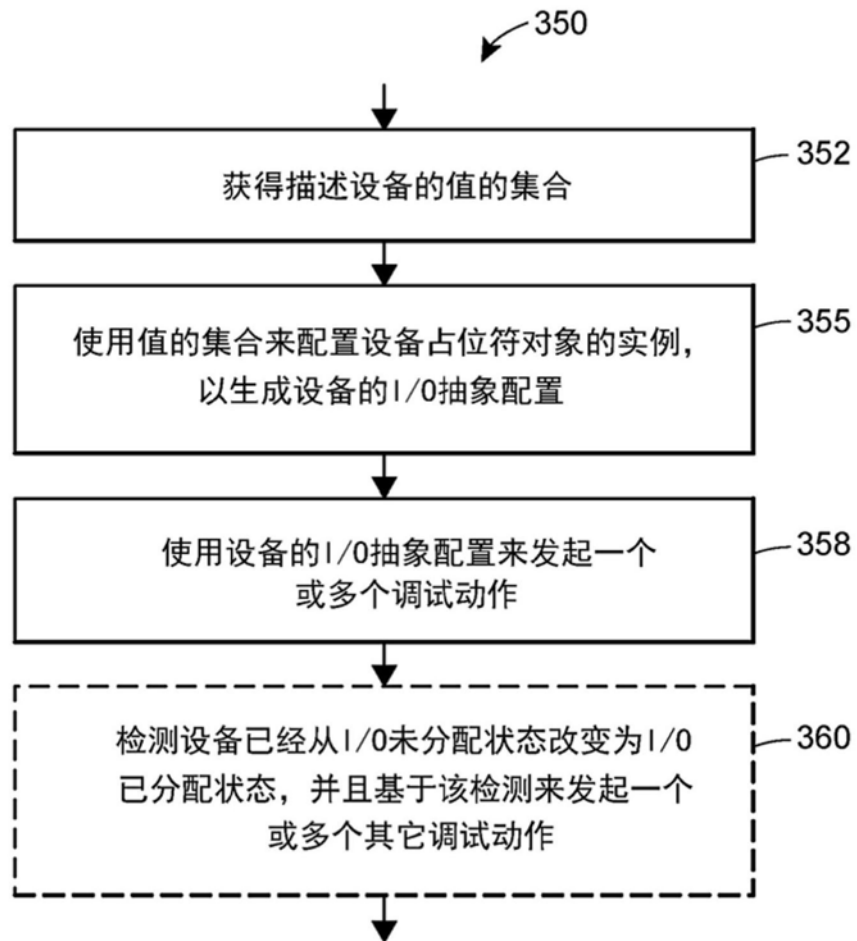 350
352
获得描述设备的值的集合
355
使用值的集合来配置设备占位符对象的实例，
以生成设备的I/O抽象配置
358
使用设备的I/O抽象配置来发起一个
或多个调试动作
360
检测设备已经从I/O未分配状态改变为I/O
已分配状态，并且基于该检测来发起一个
或多个其它调试动作